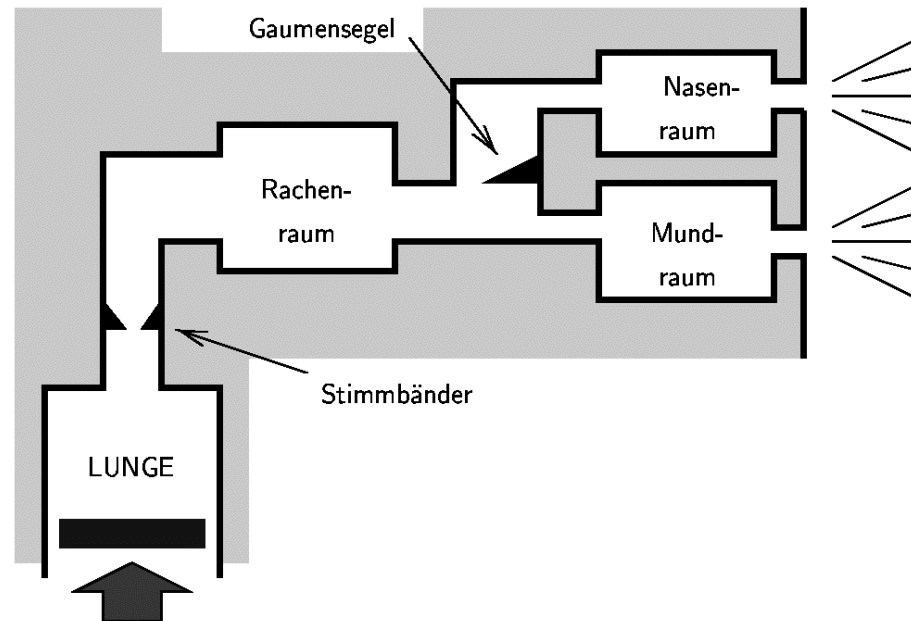 Gaumensegel
Nasen-
raum
Rachen-
raum
Mund-
raum
Stimmbänder
LUNGE